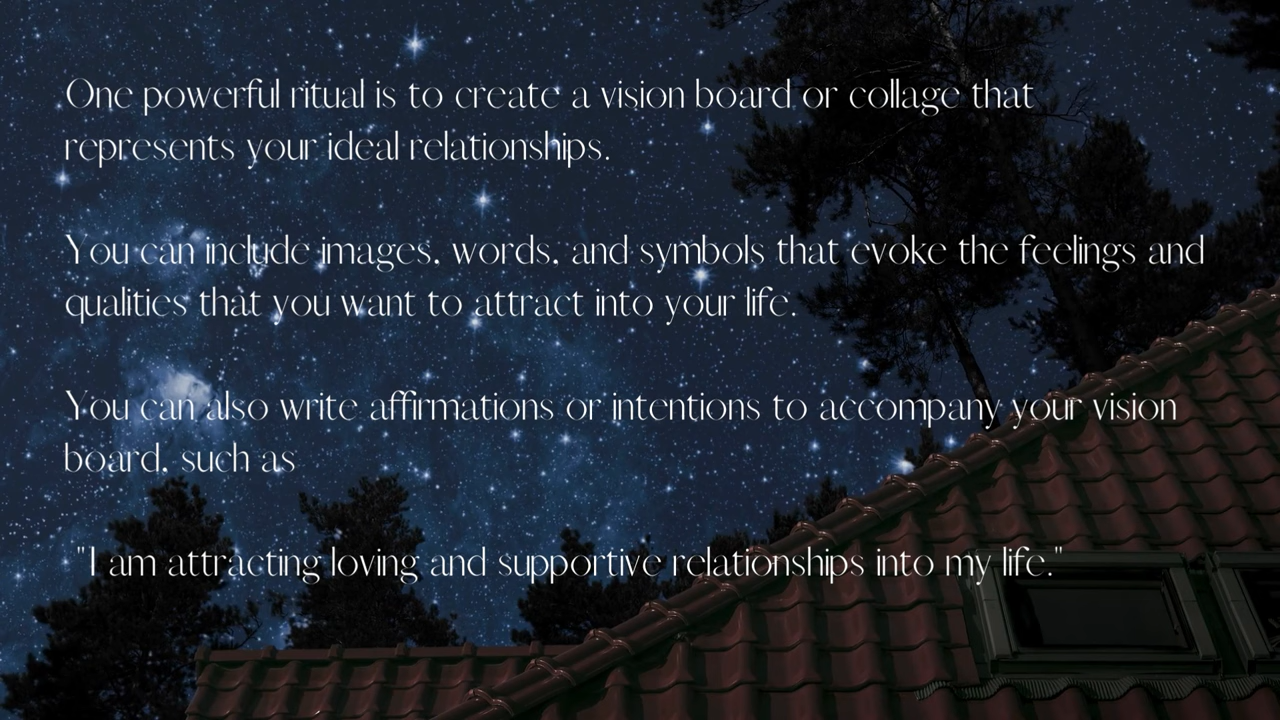 One powerful ritual is to create a vision board or collage that
represents your ideal relationships.
You can include images, words, and symbols that evoke the feelings and
qualities that you want to attract into your life.
You can also write affirmations or intentions to accompany your vision
board, such as
"I am attracting loving and supportive relationships into my life."